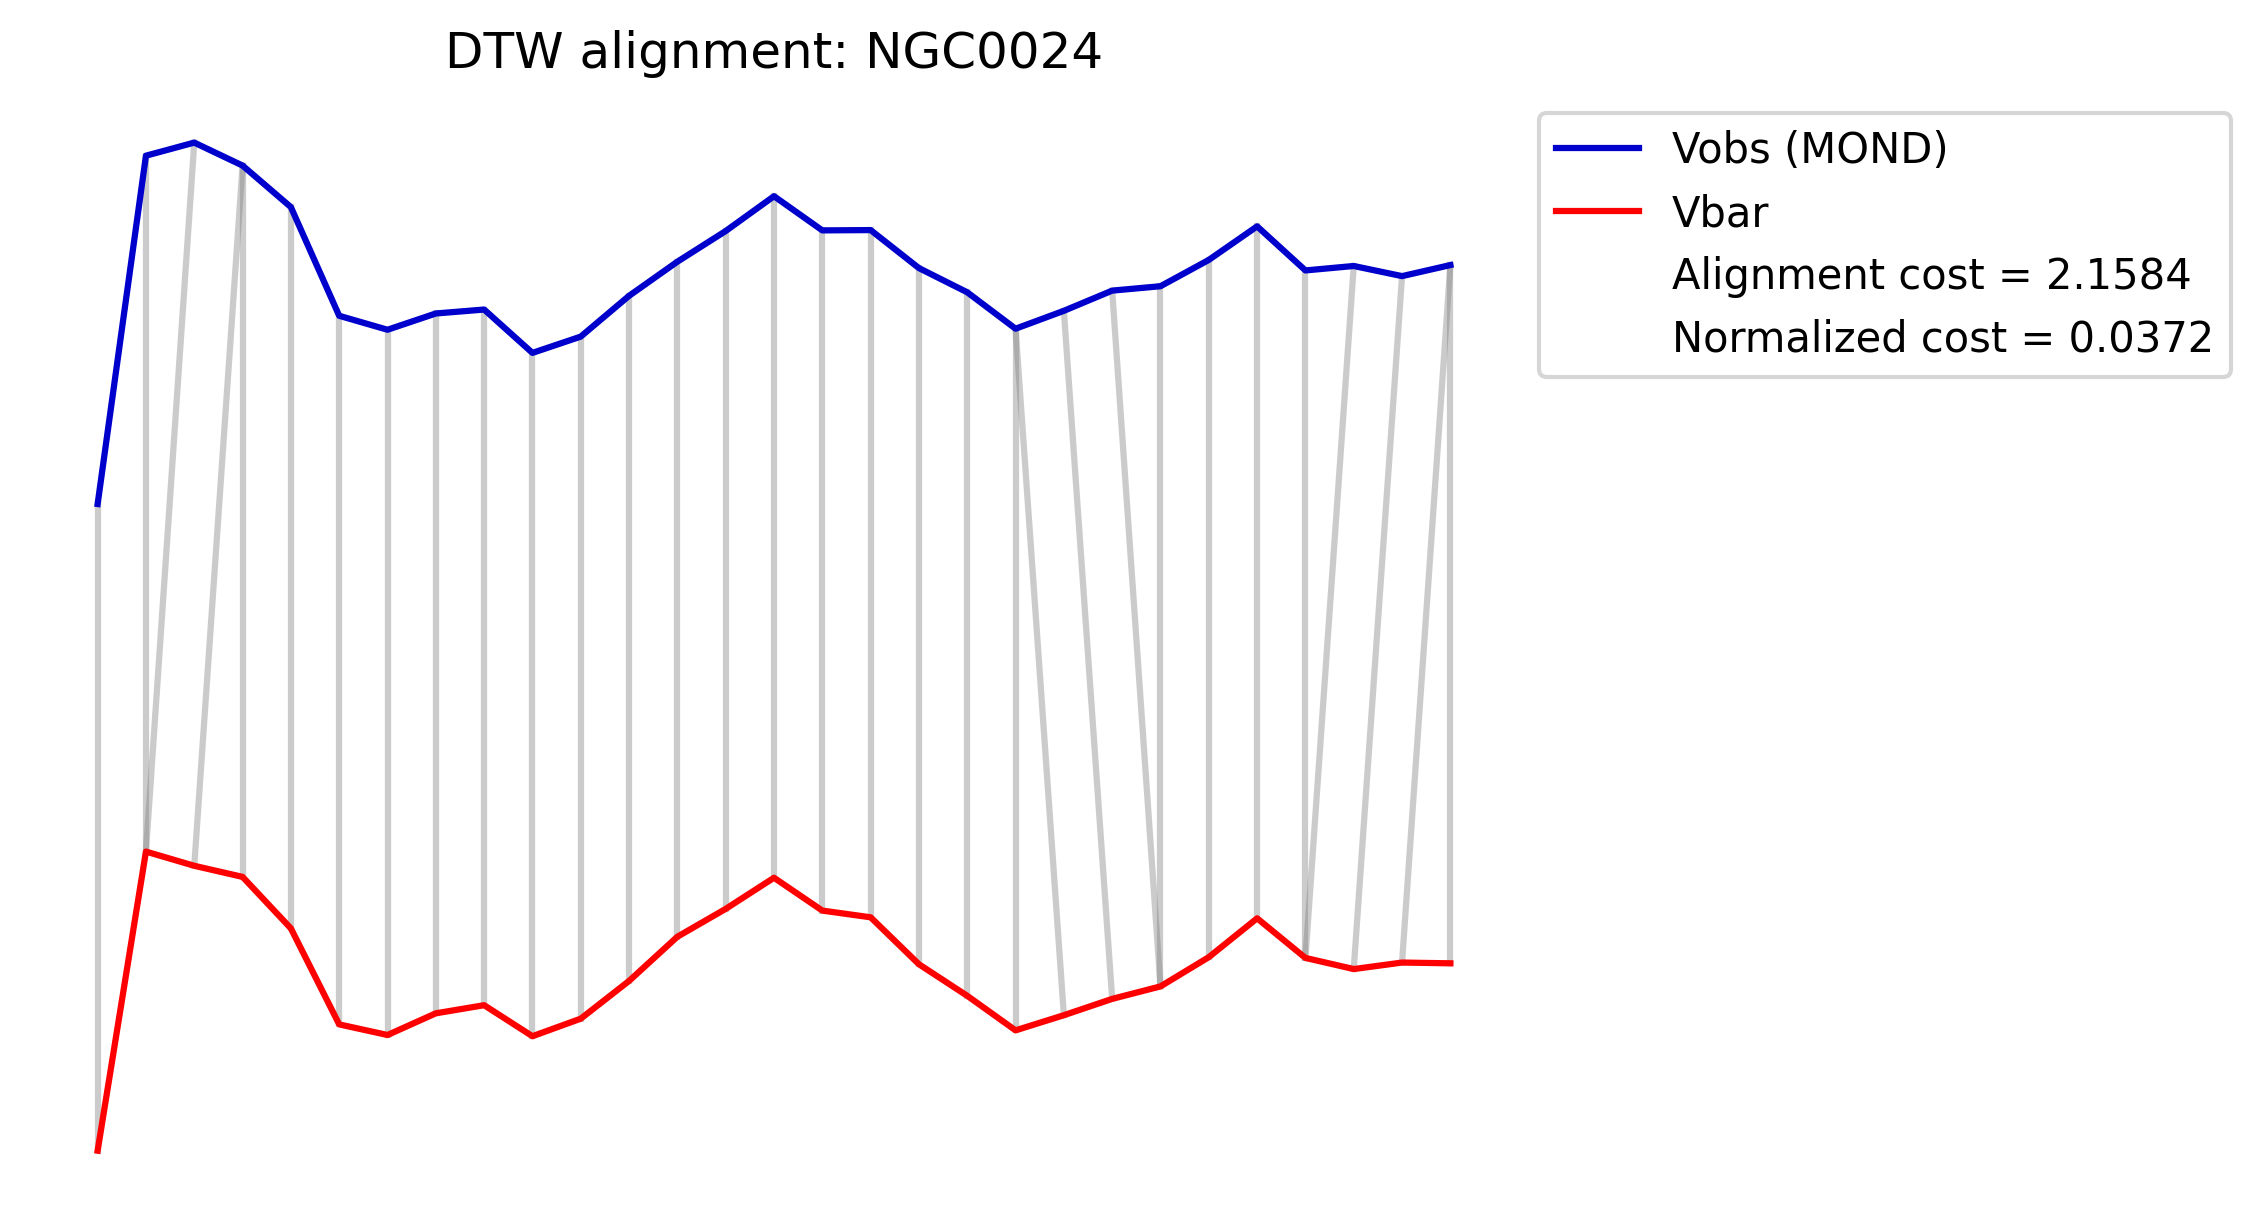 DTW alignment: NGC0024
Vobs (MOND)
Vbar
Alignment cost = 2.1584
Normalized cost = 0.0372